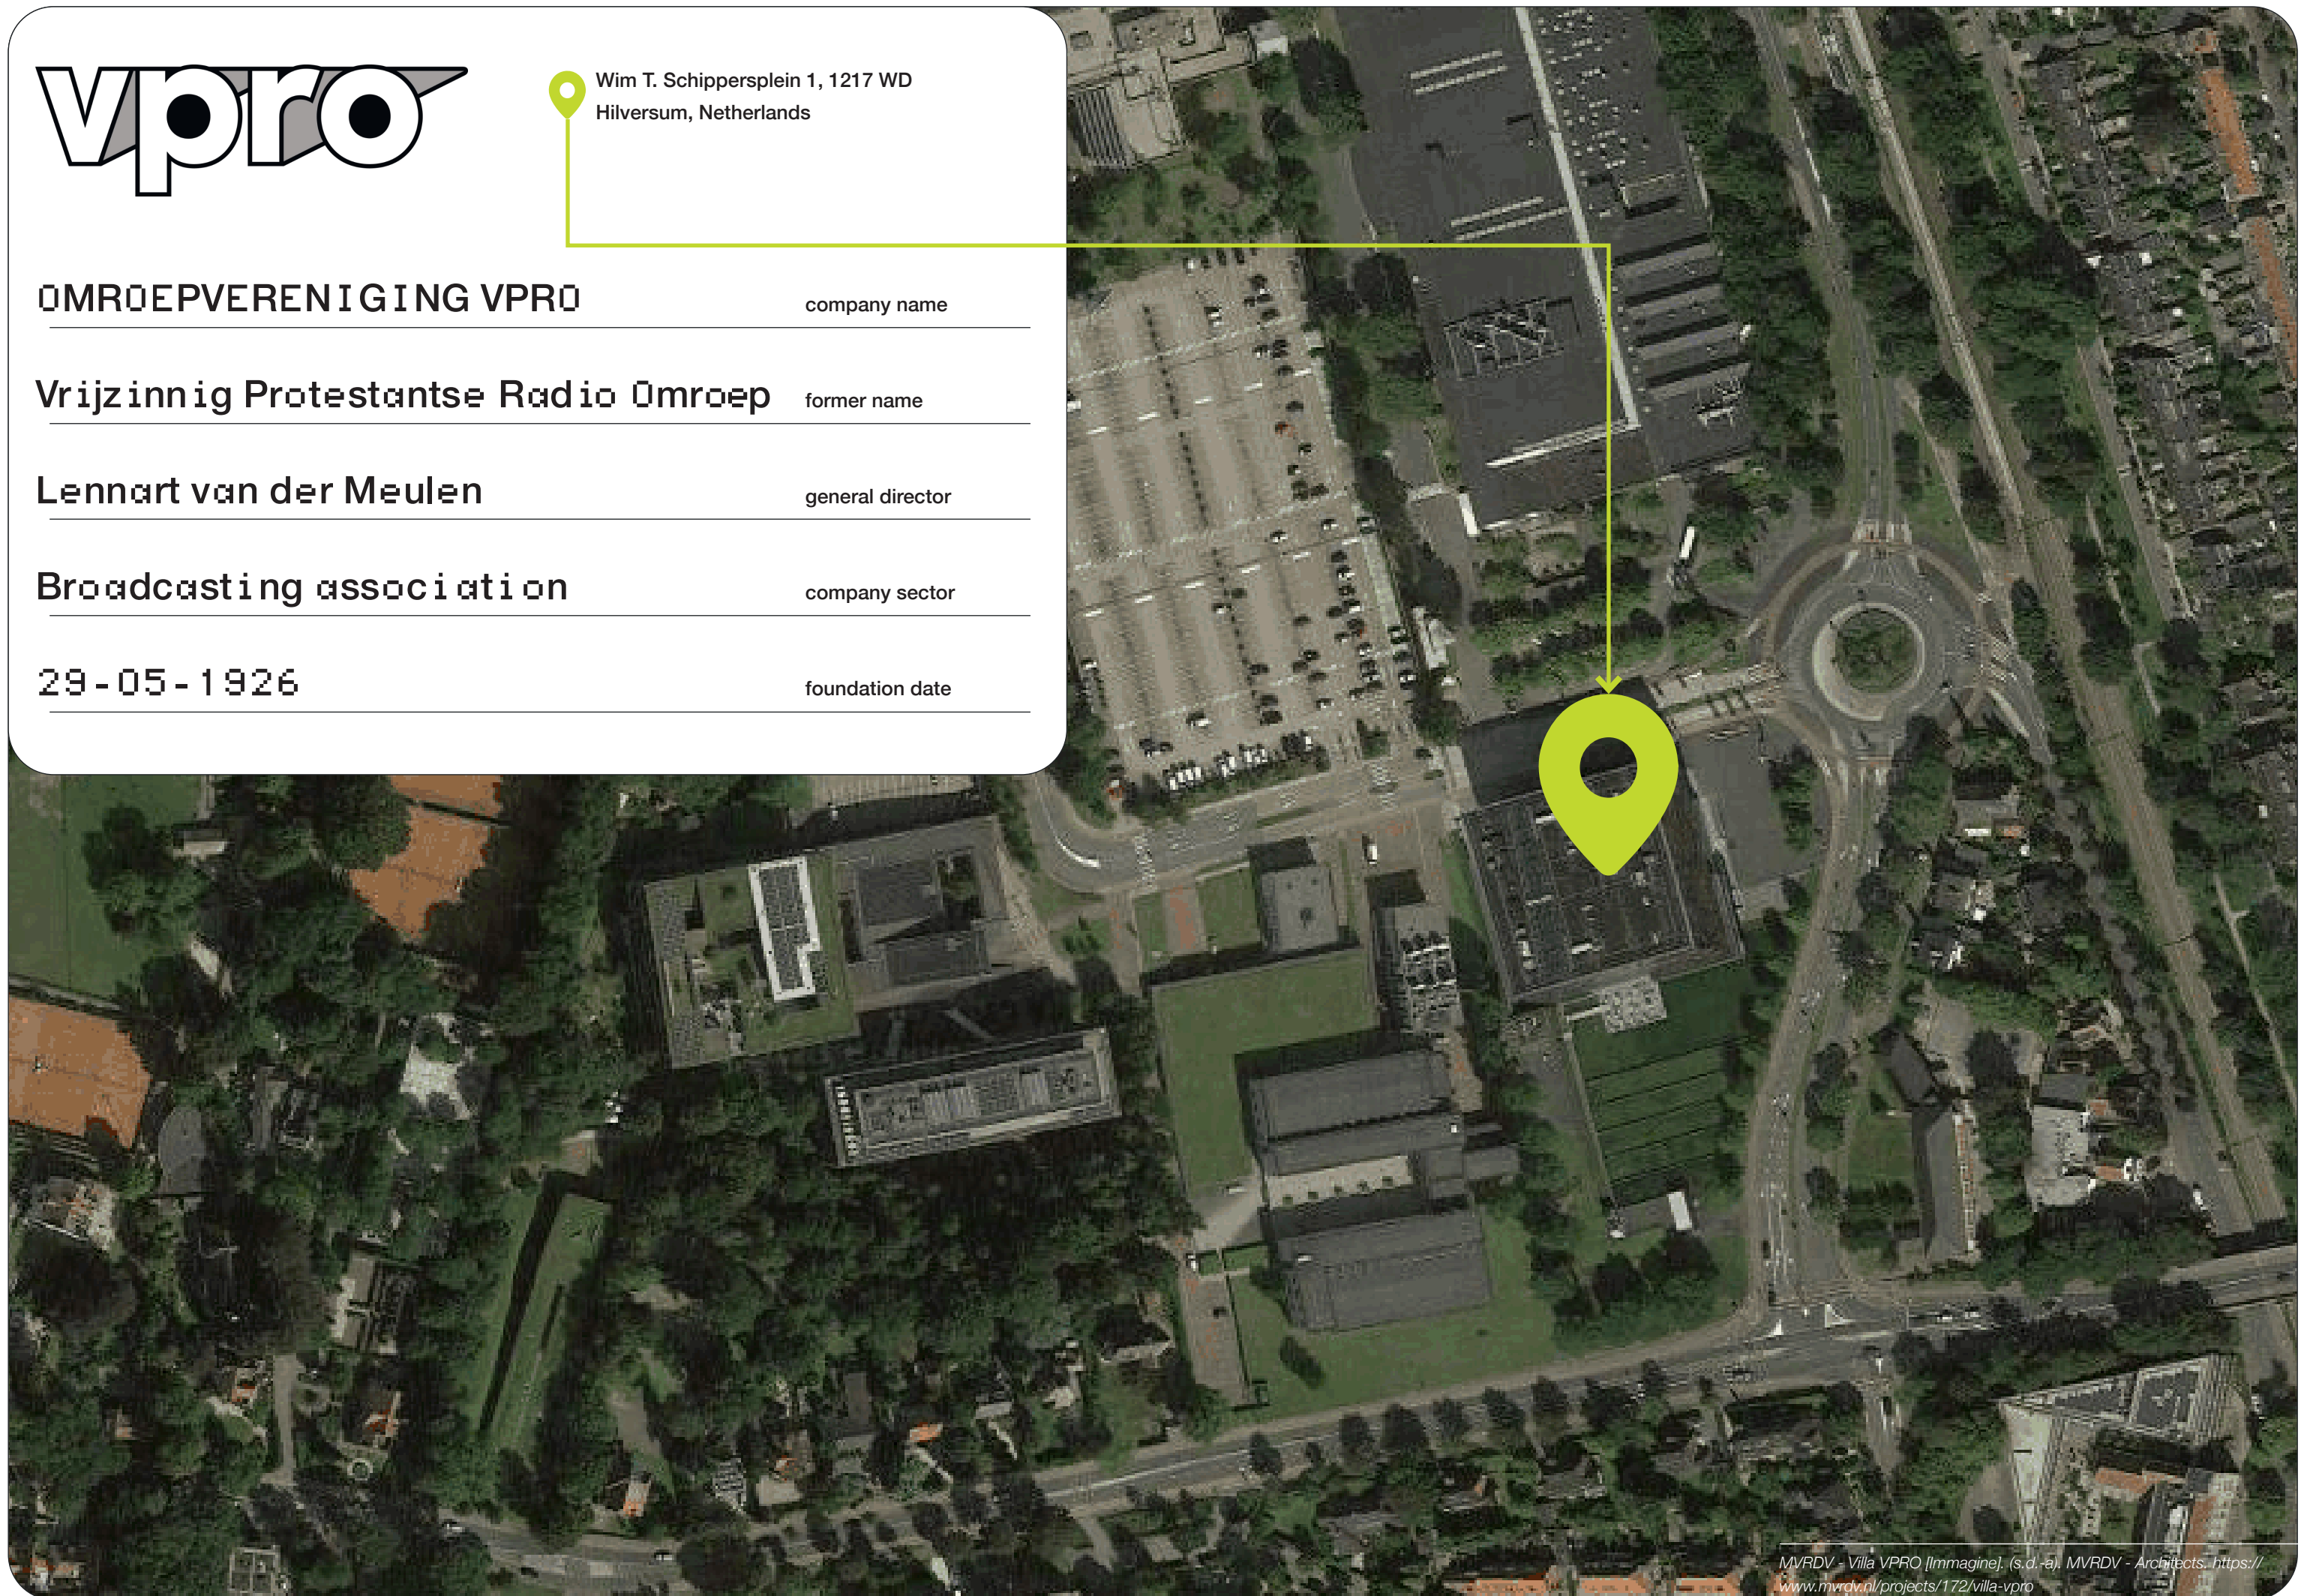 vpro
Wim T. Schippersplein 1, 1217 WD
Hilversum, Netherlands
OMROEPVERENIGING VPRO company name
Vrijzinnig Protestantse Radio Omroep former name
Lennart van der Meulen general director
Broadcasting association company sector
29-05-1926 foundation date
MVRDV - Villa VPRO [Immagine]. (s.d.-a). MVRDV - Architects. https://
www.mvrdv.nl/projects/172/villa-vpro